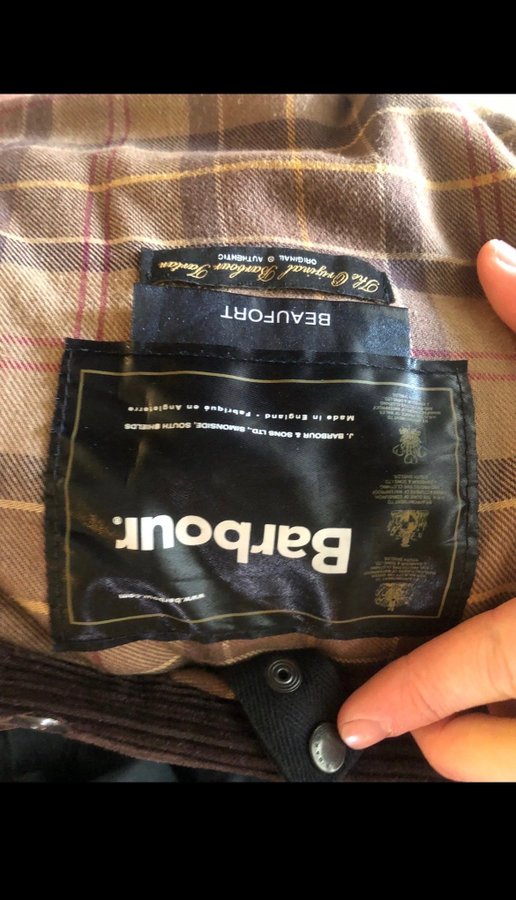 www.barbour.com
Barbour.
J. BARBOUR & SONS LTD., SIMONSIDE, SOUTH SHIELDS
Made in England • Fabriqué en Angleterre
BEAUFORT
The Original Barbour Tartan
ORIGINAL AUTHENTIC